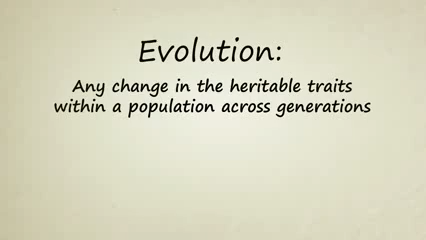 Evolution:
Any change in the heritable traits
within a population across generations